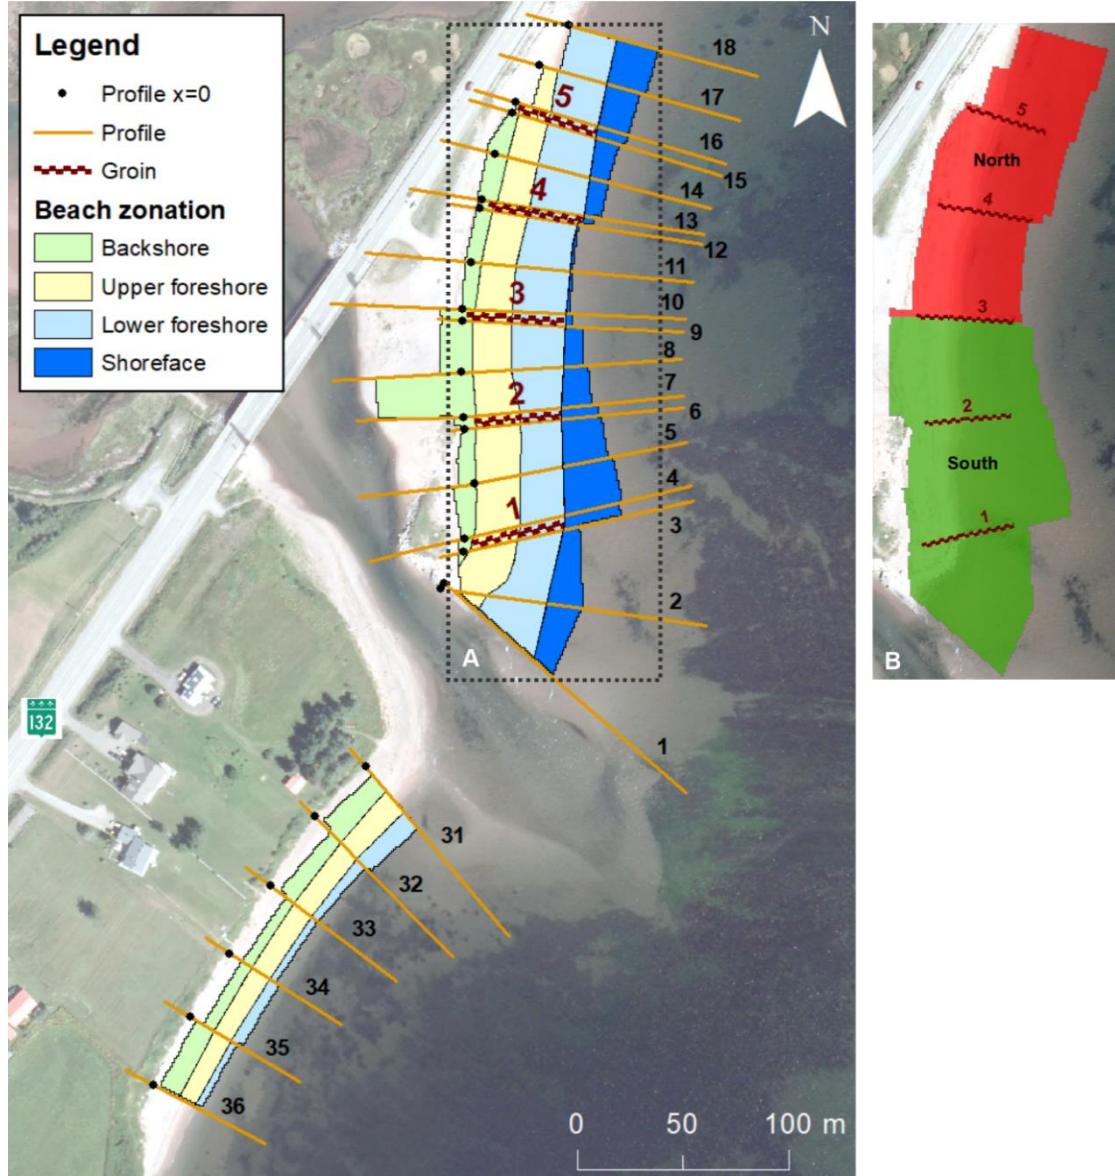 Legend
Profile x=0
Profile
Groin
Beach zonation
Backshore
Upper foreshore
Lower foreshore
Shoreface
N
18
17
16
15
14
13
12
11
10
9
8
7
6
5
4
3
2
1
5
4
3
2
1
A
132
31
32
33
34
35
36
0 50 100 m
5
North
4
3
2
South
1
B